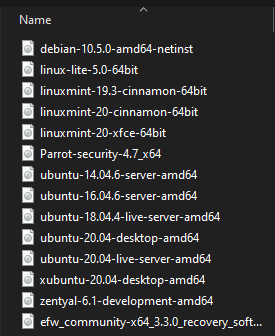 Name
debian-10.5.0-amd64-netinst
linux-lite-5.0-64bit
linuxmint-19.3-cinnamon-64bit
linuxmint-20-cinnamon-64bit
linuxmint-20-xfce-64bit
Parrot-security-4.7_x64
ubuntu-14.04.6-server-amd64
ubuntu-16.04.6-server-amd64
ubuntu-18.04.4-live-server-amd64
ubuntu-20.04-desktop-amd64
ubuntu-20.04-live-server-amd64
xubuntu-20.04-desktop-amd64
zentyal-6.1-development-amd64
efw_community-x64_3.3.0_recovery_soft...